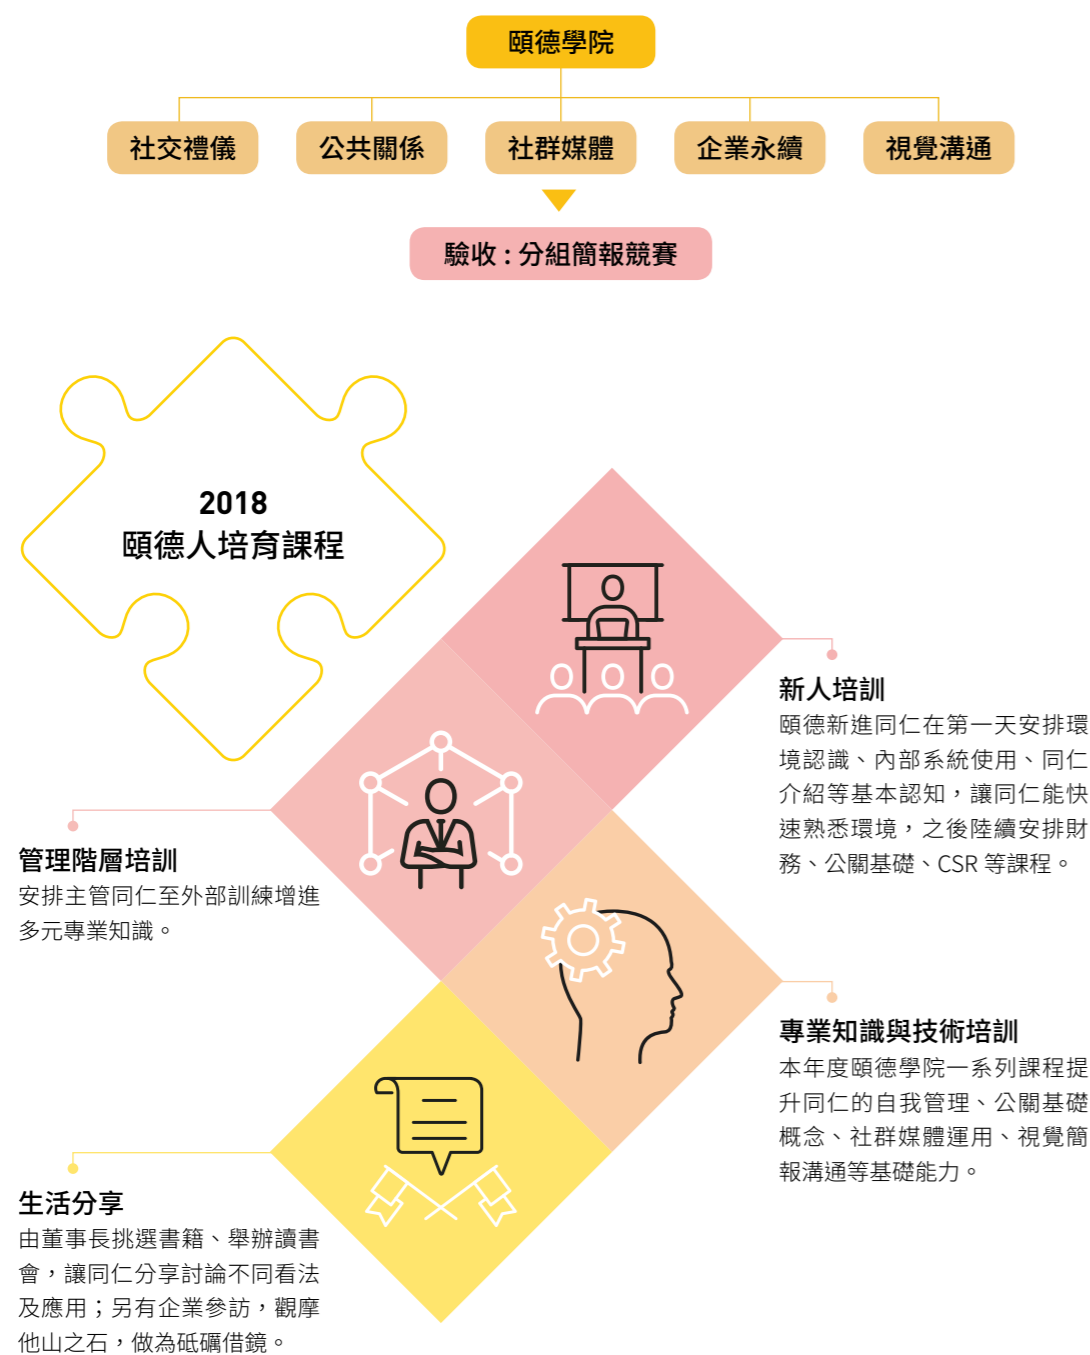 頤德學院
社交禮儀
公共關係
社群媒體
企業永續
視覺溝通
驗收 : 分組簡報競賽
2018
頤德人培育課程
新人培訓
頤德新進同仁在第一天安排環
境認識、內部系統使用、同仁
介紹等基本認知，讓同仁能快
速熟悉環境，之後陸續安排財
務、公關基礎、CSR 等課程。
管理階層培訓
安排主管同仁至外部訓練增進
多元專業知識。
專業知識與技術培訓
本年度頤德學院一系列課程提
升同仁的自我管理、公關基礎
概念、社群媒體運用、視覺簡
報溝通等基礎能力。
生活分享
由董事長挑選書籍、舉辦讀書
會，讓同仁分享討論不同看法
及應用；另有企業參訪，觀摩
他山之石，做為砥礪借鏡。